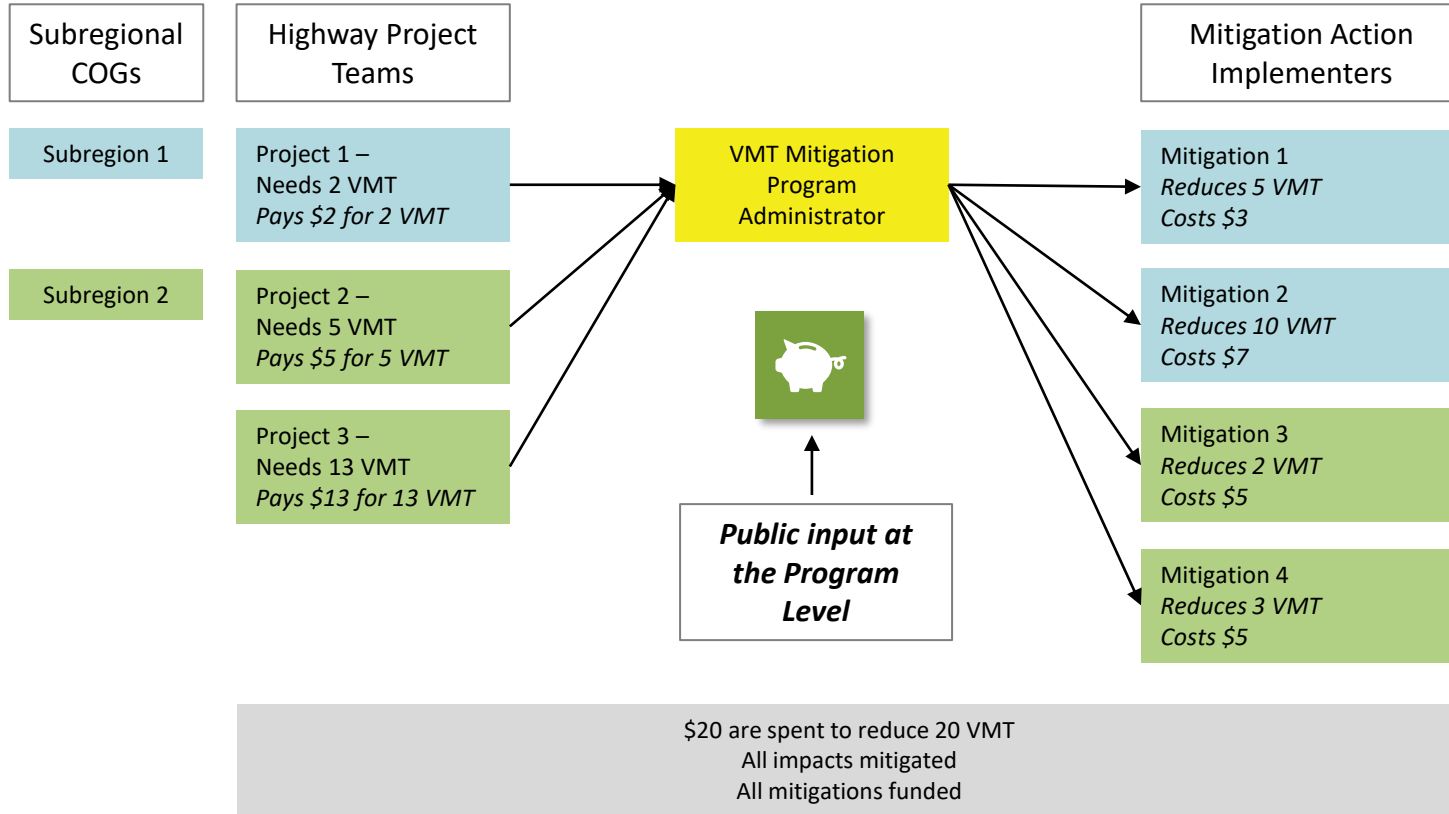 Subregional
COGs
Highway Project
Teams
Mitigation Action
Implementers
Subregion 1
Project 1 –
Needs 2 VMT
Pays $2 for 2 VMT
VMT Mitigation
Program
Administrator
Mitigation 1
Reduces 5 VMT
Costs $3
Subregion 2
Project 2 –
Needs 5 VMT
Pays $5 for 5 VMT
Mitigation 2
Reduces 10 VMT
Costs $7
Project 3 –
Needs 13 VMT
Pays $13 for 13 VMT
Mitigation 3
Reduces 2 VMT
Costs $5
Public input at
the Program
Level
Mitigation 4
Reduces 3 VMT
Costs $5
$20 are spent to reduce 20 VMT
All impacts mitigated
All mitigations funded